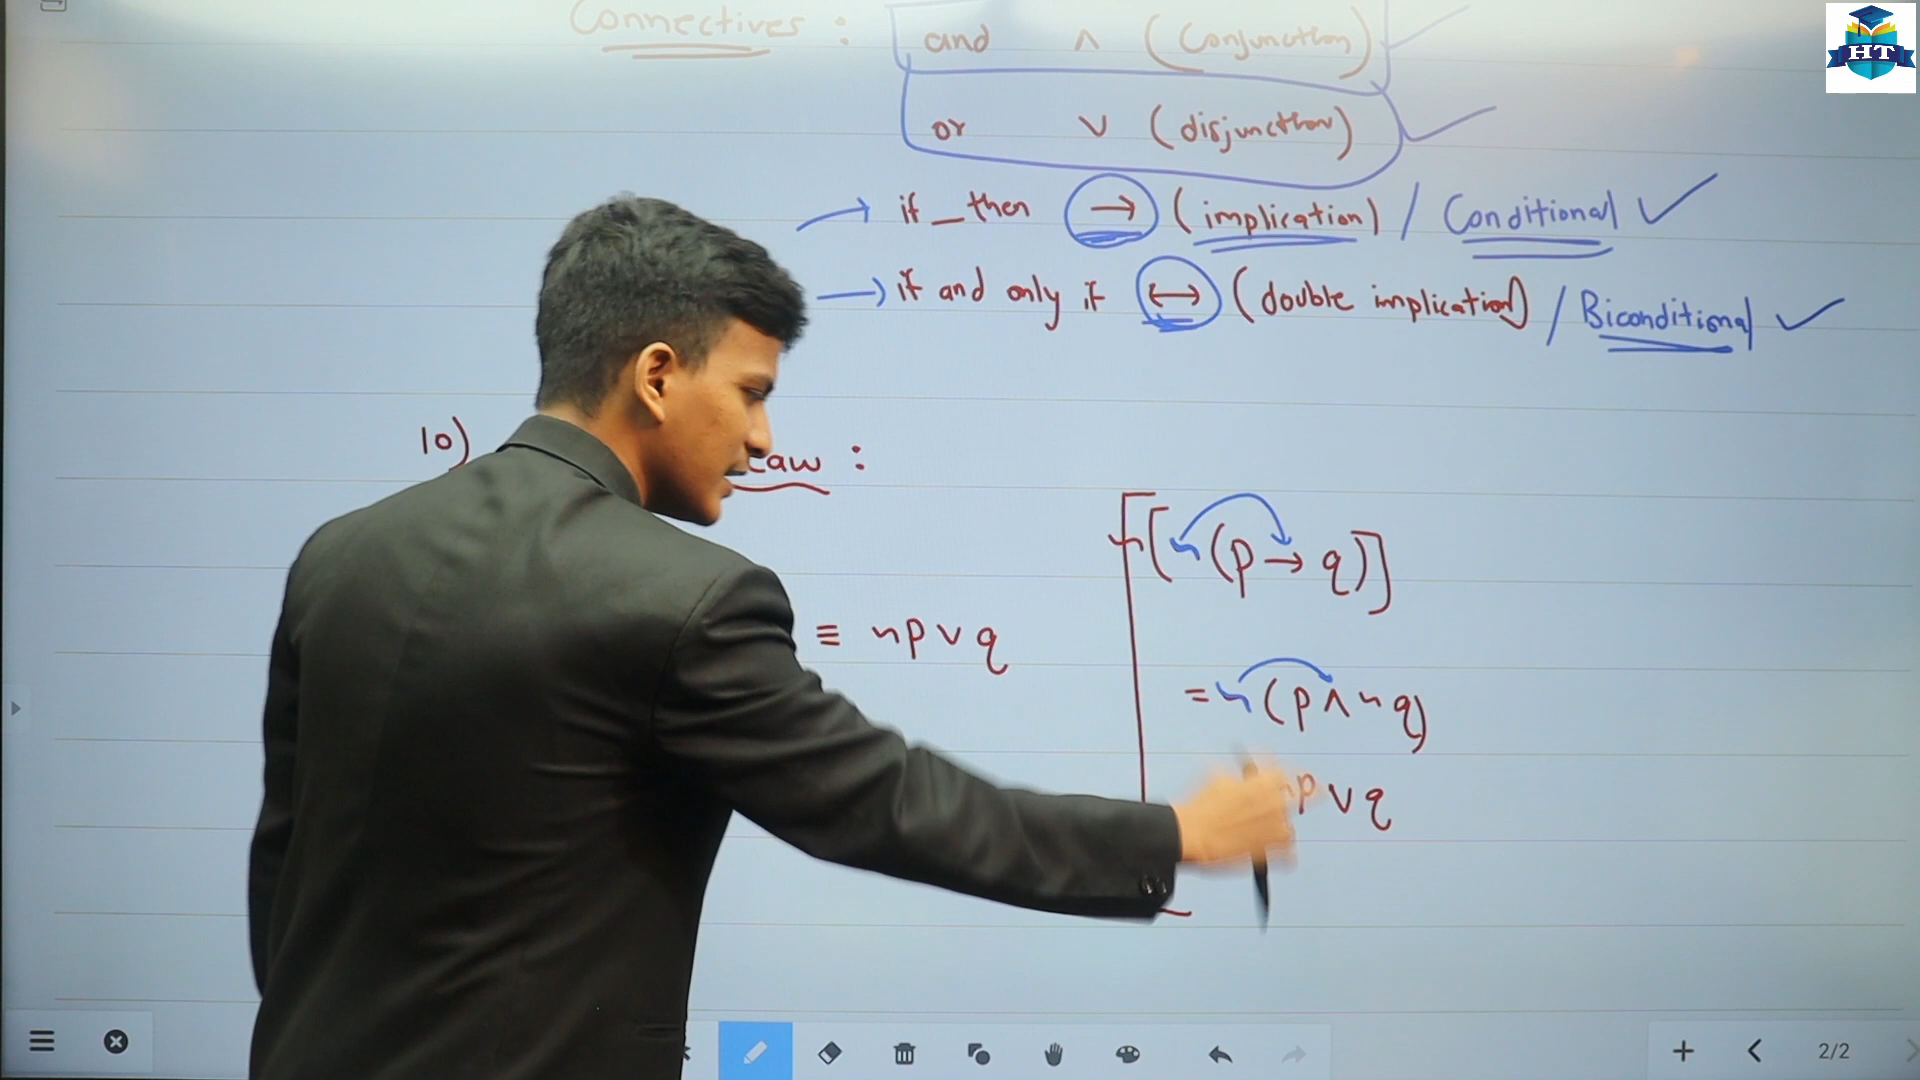 HT
Connectives :
and ∧ (Conjunction)
or ∨ (disjunction)
if _ then → (implication) / Conditional ✓
if and only if ↔ (double implication) / Biconditional ✓
10) Law :
~[~(p → q)]
≡ ~p ∨ q
= ~(p ∧ ~q)
~p ∨ q
2/2